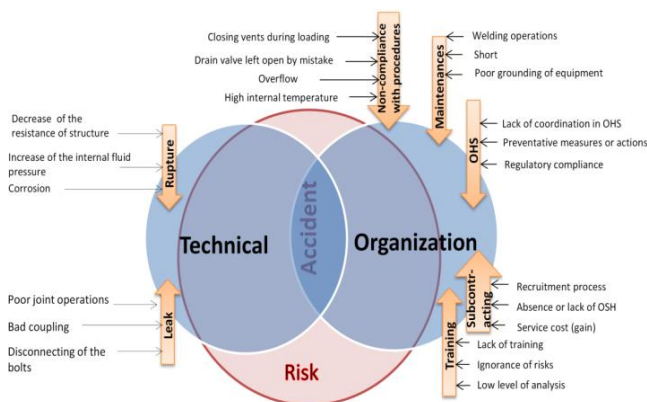 Closing vents during loading
Drain valve left open by mistake
Overflow
High internal temperature
Non-compliance
with procedures
Welding operations
Short
Poor grounding of equipment
Maintenances
Decrease of the
resistance of structure
Increase of the internal fluid
pressure
Corrosion
Rupture
Lack of coordination in OHS
Preventative measures or actions
Regulatory compliance
OHS
Technical
Accident
Organization
Poor joint operations
Bad coupling
Disconnecting of the
bolts
Leak
Risk
Recruitment process
Absence or lack of OSH
Service cost (gain)
Subcontr-
acting
Lack of training
Ignorance of risks
Low level of analysis
Training